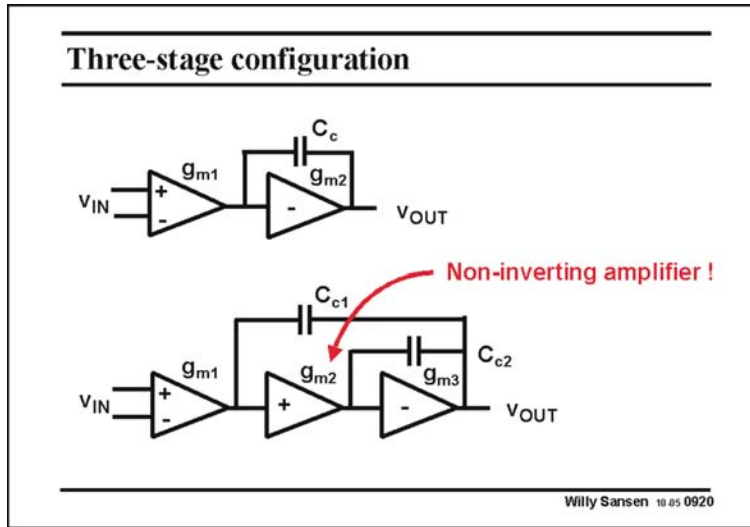 Three-stage configuration
Cc
gm1
gm2
+
-
-
vIN
vOUT
Non-inverting amplifier !
Cc1
Cc2
gm1
gm2
gm3
+
-
+
-
vIN
vOUT
Willy Sansen 10-05 0920